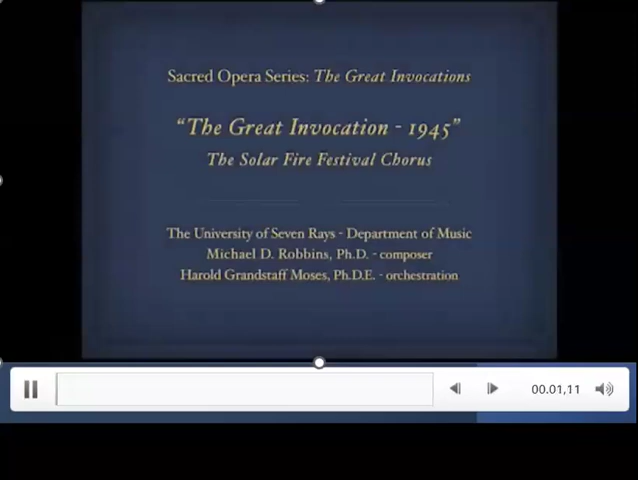 Sacred Opera Series: The Great Invocations
“The Great Invocation - 1945”
The Solar Fire Festival Chorus
The University of Seven Rays - Department of Music
Michael D. Robbins, Ph.D. - composer
Harold Grandstaff Moses, Ph.D.E. - orchestration
00.01,11